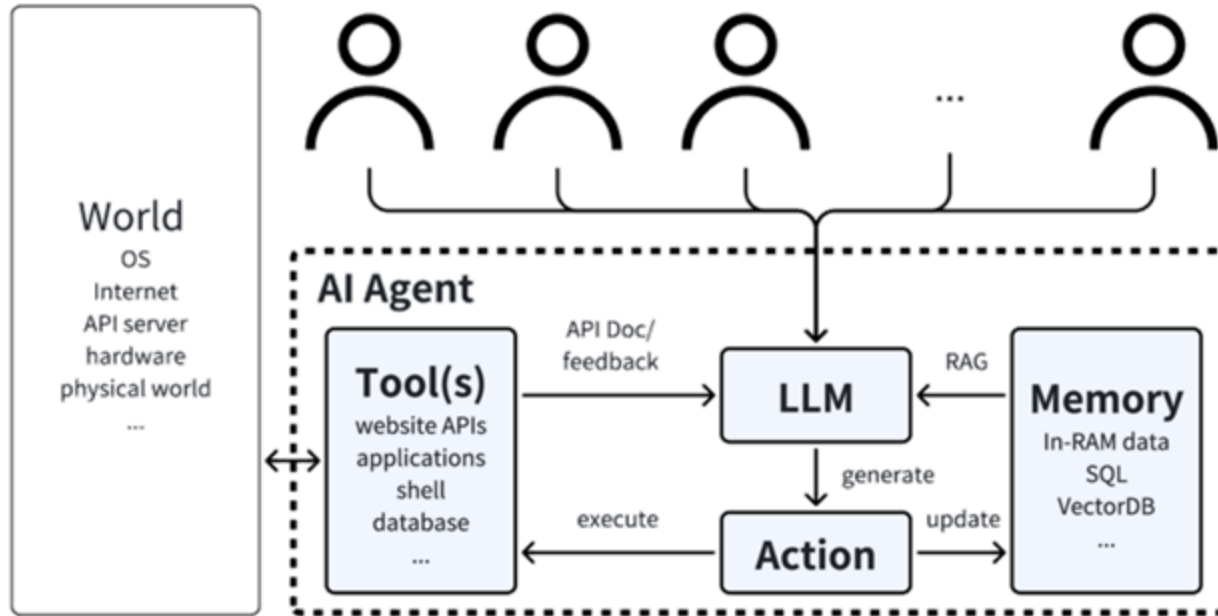 ...
World
OS
Internet
API server
hardware
physical world
...
AI Agent
Tool(s)
website APIs
applications
shell
database
...
API Doc/
feedback
LLM
RAG
Memory
In-RAM data
SQL
VectorDB
...
generate
execute
Action
update